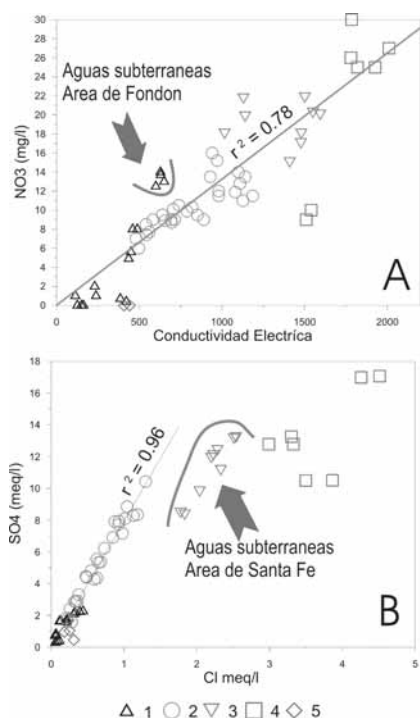 30
28
26
24
22
20
18
16
14
12
10
8
6
4
2
0
NO3 (mg/l)
Aguas subterraneas
Area de Fondon
r² = 0.78
A
0 500 1000 1500 2000
Conductividad Electrica
18
16
14
12
10
8
6
4
2
0
SO4 (meq/l)
r² = 0.96
Aguas subterraneas
Area de Santa Fe
B
0 1 2 3 4 5
Cl meq/l
1 2 3 4 5